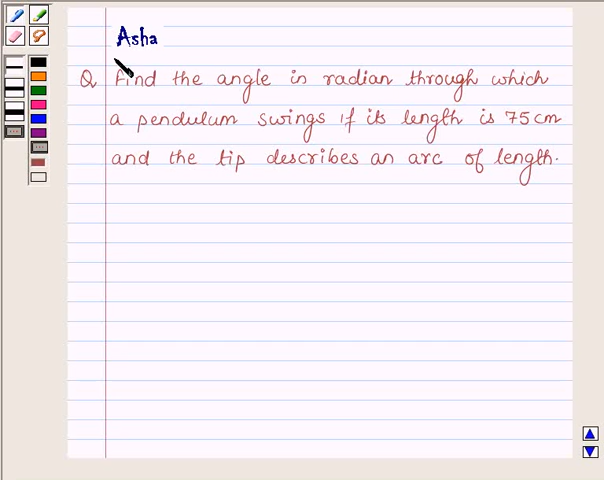 Asha
Q Find the angle in radian through which
a pendulum swings if its length is 75 cm
and the tip describes an arc of length.